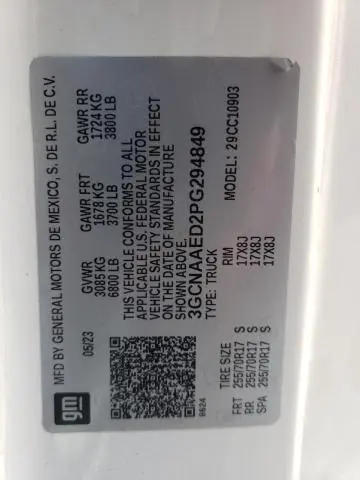 MFD BY GENERAL MOTORS DE MEXICO, S. DE R.L. DE C.V.
05/23 GVWR GAWR FRT GAWR RR
3085 KG 1678 KG 1724 KG
6800 LB 3700 LB 3800 LB
THIS VEHICLE CONFORMS TO ALL
APPLICABLE U.S. FEDERAL MOTOR
VEHICLE SAFETY STANDARDS IN EFFECT
ON THE DATE OF MANUFACTURE
SHOWN ABOVE.
3GCNAAED2PG294849
TYPE: TRUCK MODEL: 29CC10903
8624
TIRE SIZE RIM
FRT 255/70R17 S 17X8J
RR 255/70R17 S 17X8J
SPA 255/70R17 S 17X8J
gm